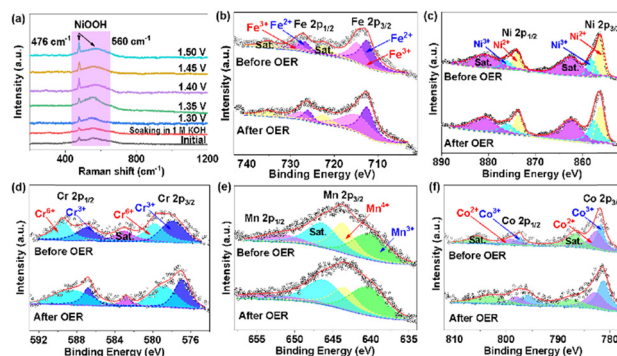 (a)
NiOOH
476 cm⁻¹
560 cm⁻¹
1.50 V
1.45 V
1.40 V
1.35 V
1.30 V
Soaking in 1 M KOH
Initial
Intensity (a.u.)
400
800
1200
Raman shift (cm⁻¹)
(b)
Fe 2p₁/₂
Fe 2p₃/₂
Fe³⁺
Fe²⁺
Fe²⁺
Fe³⁺
Sat.
Sat.
Before OER
After OER
Intensity (a.u.)
740
730
720
710
Binding Energy (eV)
(c)
Ni 2p₁/₂
Ni 2p₃/₂
Ni³⁺
Ni²⁺
Ni³⁺
Ni²⁺
Sat.
Sat.
Before OER
After OER
Intensity (a.u.)
890
880
870
860
Binding Energy (eV)
(d)
Cr 2p₁/₂
Cr 2p₃/₂
Cr⁶⁺
Cr³⁺
Cr⁶⁺
Cr³⁺
Sat.
Before OER
After OER
Intensity (a.u.)
592
588
584
580
576
Binding Energy (eV)
(e)
Mn 2p₁/₂
Mn 2p₃/₂
Mn⁴⁺
Mn³⁺
Before OER
After OER
Intensity (a.u.)
655
650
645
640
635
Binding Energy (eV)
(f)
Co 2p₁/₂
Co 2p₃/₂
Co²⁺
Co³⁺
Co³⁺
Co²⁺
Sat.
Sat.
Before OER
After OER
Intensity (a.u.)
810
800
790
780
Binding Energy (eV)